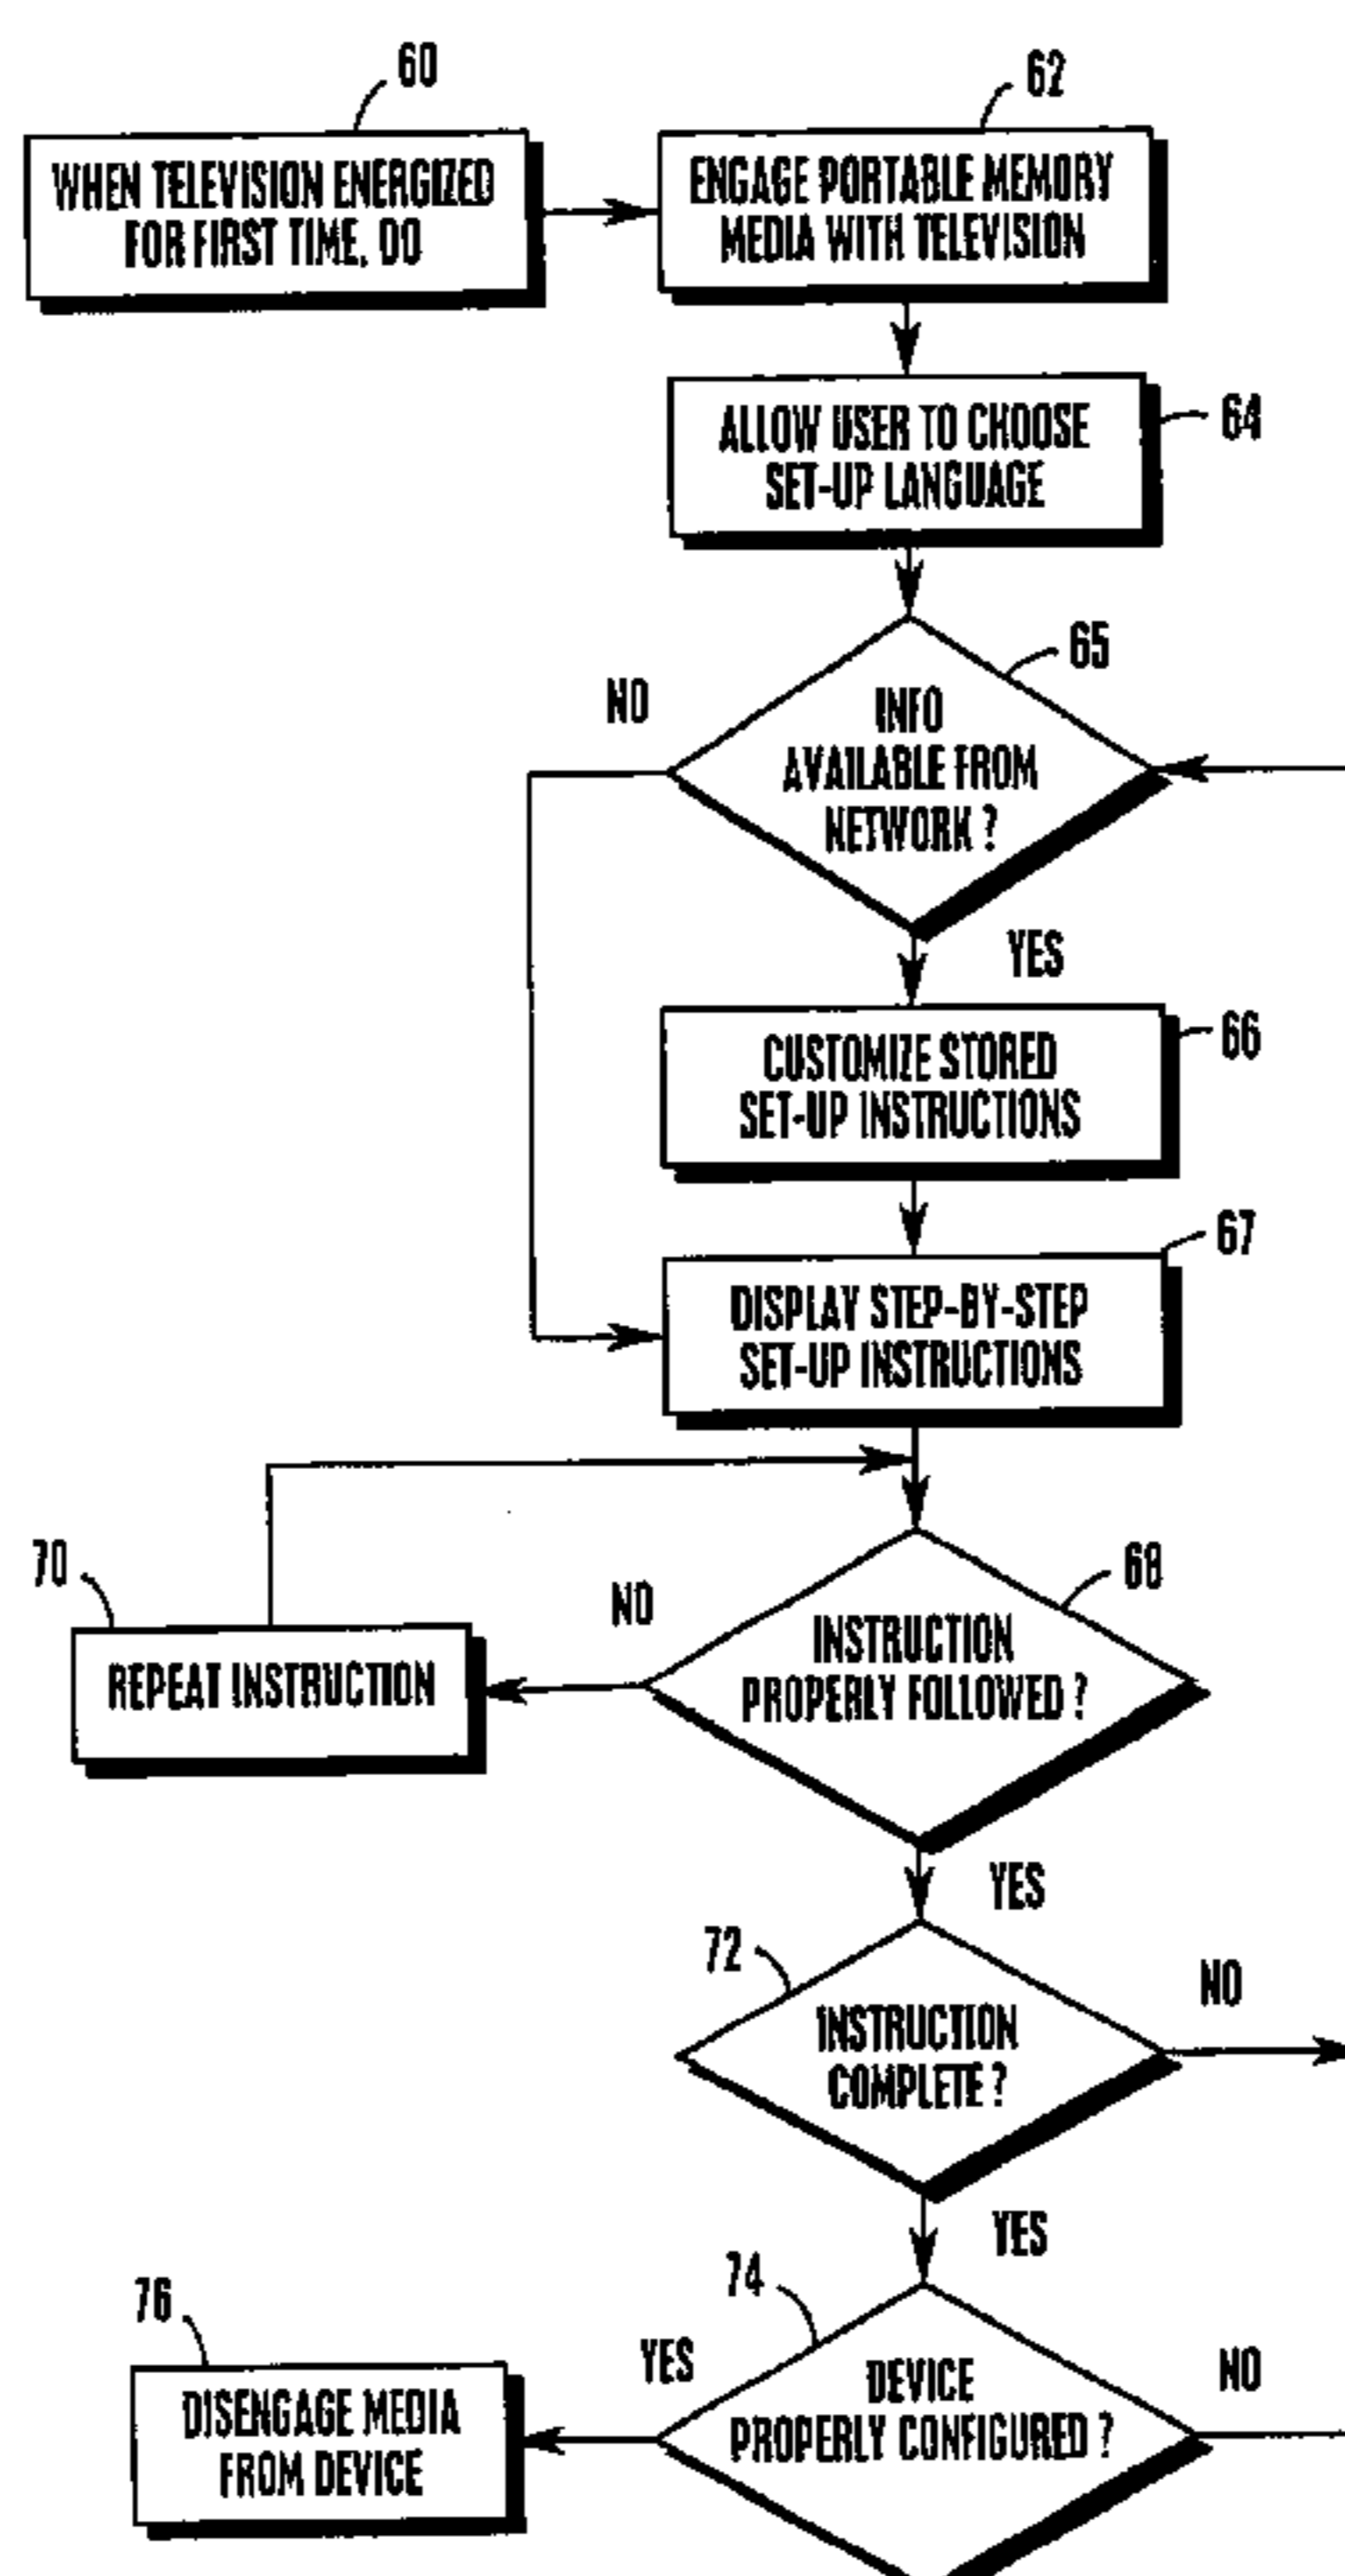 60
WHEN TELEVISION ENERGIZED
FOR FIRST TIME, DO
62
ENGAGE PORTABLE MEMORY
MEDIA WITH TELEVISION
64
ALLOW USER TO CHOOSE
SET-UP LANGUAGE
65
NO
INFO
AVAILABLE FROM
NETWORK ?
YES
66
CUSTOMIZE STORED
SET-UP INSTRUCTIONS
67
DISPLAY STEP-BY-STEP
SET-UP INSTRUCTIONS
70
REPEAT INSTRUCTION
NO
68
INSTRUCTION
PROPERLY FOLLOWED ?
YES
72
NO
INSTRUCTION
COMPLETE ?
YES
74
76
YES
NO
DISENGAGE MEDIA
FROM DEVICE
DEVICE
PROPERLY CONFIGURED ?